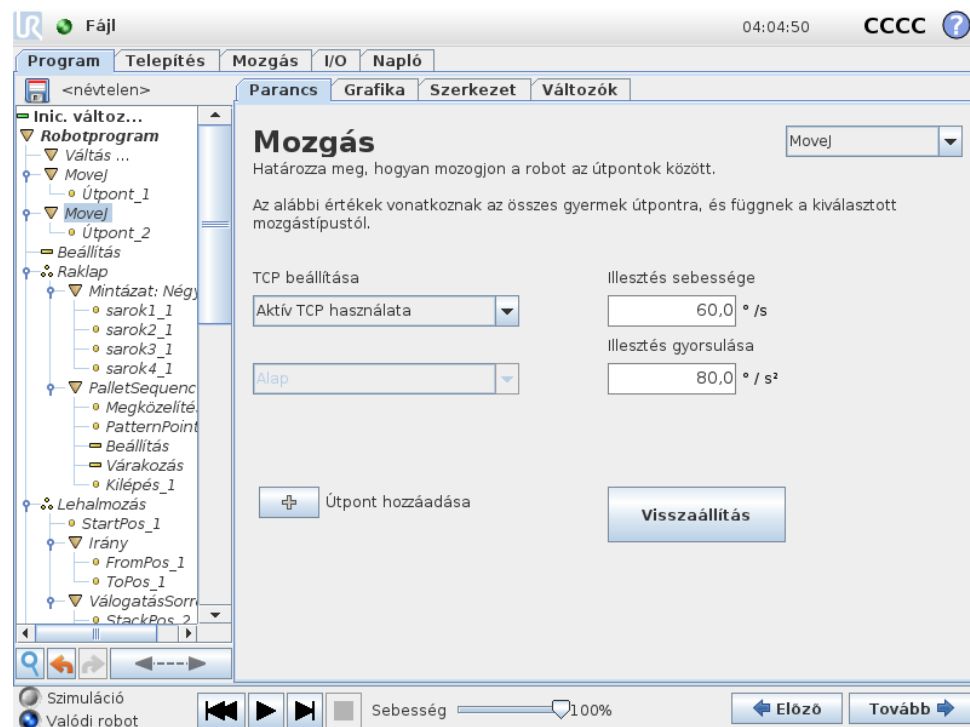 UR Fájl 04:04:50 CCCC ?
Program Telepítés Mozgás I/O Napló
<névtelen>
Parancs Grafika Szerkezet Változók
Inic. változ...
Robotprogram
Váltás ...
MoveJ
Útpont_1
MoveJ
Útpont_2
Beállítás
Raklap
Mintázat: Négy
sarok1_1
sarok2_1
sarok3_1
sarok4_1
PalletSequenc
Megközelíté
PatternPoint
Beállítás
Várakozás
Kilépés_1
Lehalmozás
StartPos_1
Irány
FromPos_1
ToPos_1
VálogatásSorr
StackPos_2
Mozgás
MoveJ
Határozza meg, hogyan mozogjon a robot az útpontok között.
Az alábbi értékek vonatkoznak az összes gyermek útpontra, és függnek a kiválasztott
mozgástípustól.
TCP beállítása
Illesztés sebessége
Aktív TCP használata
60,0 ° /s
Illesztés gyorsulása
Alap
80,0 ° / s²
Útpont hozzáadása
Visszaállítás
Szimuláció
Valódi robot
Sebesség 100%
Előző
Tovább